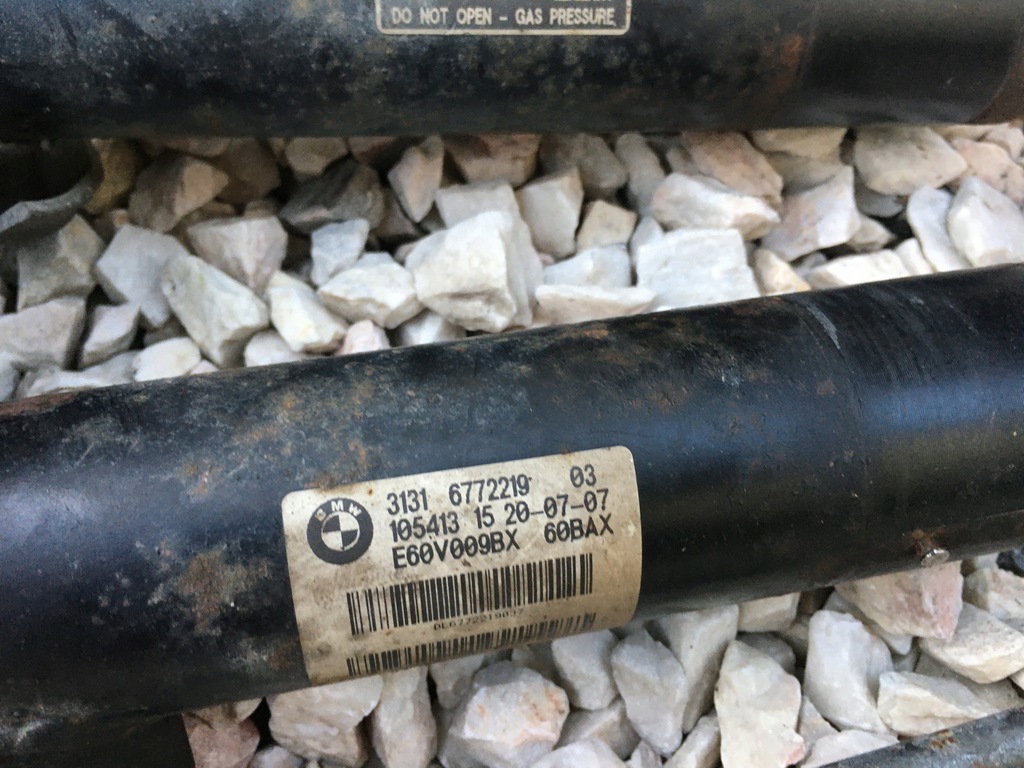 DO NOT OPEN - GAS PRESSURE
BMW
3131 6772219 03
105413 15 20-07-07
E60V009BX 60BAX